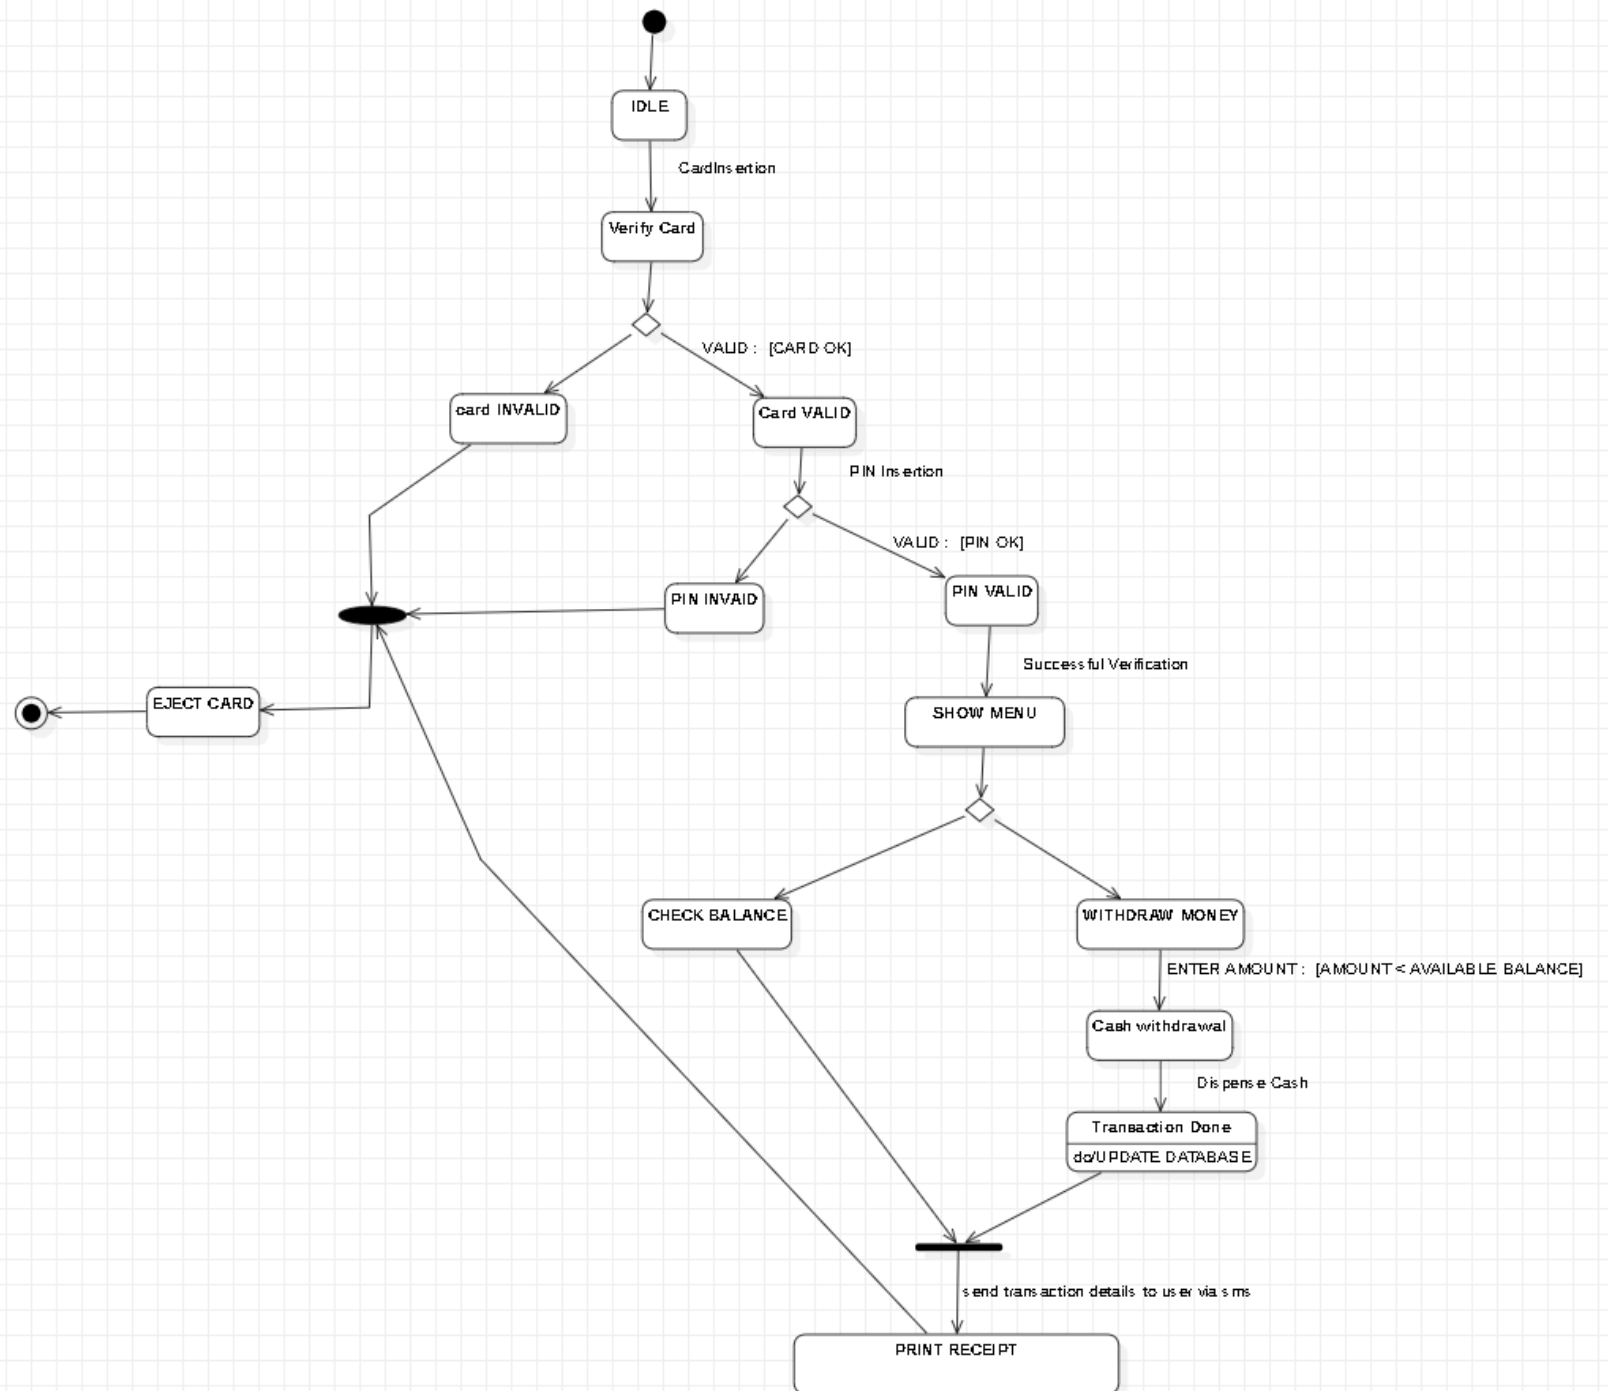 IDLE
CardInsertion
Verify Card
VALID : [CARD OK]
card INVALID
Card VALID
PIN Insertion
VALID : [PIN OK]
PIN INVAID
PIN VALID
Successful Verification
EJECT CARD
SHOW MENU
CHECK BALANCE
WITHDRAW MONEY
ENTER AMOUNT : [AMOUNT < AVAILABLE BALANCE]
Cash withdrawal
Dispense Cash
Transaction Done
do/UPDATE DATABASE
send transaction details to user via sms
PRINT RECEIPT